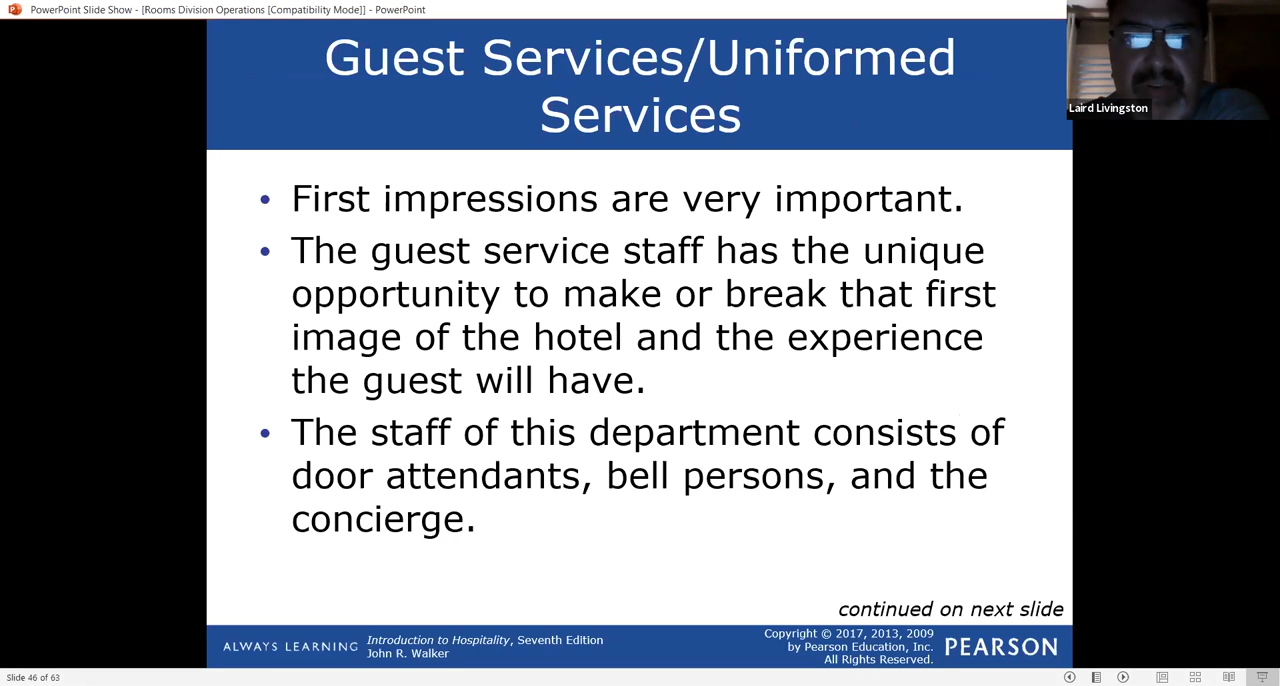 PowerPoint Slide Show - [Rooms Division Operations [Compatibility Mode]] - PowerPoint
Laird Livingston
Guest Services/Uniformed
Services
• First impressions are very important.
• The guest service staff has the unique
opportunity to make or break that first
image of the hotel and the experience
the guest will have.
• The staff of this department consists of
door attendants, bell persons, and the
concierge.
continued on next slide
ALWAYS LEARNING
Introduction to Hospitality, Seventh Edition
John R. Walker
Copyright © 2017, 2013, 2009
by Pearson Education, Inc.
All Rights Reserved.
PEARSON
Slide 46 of 63